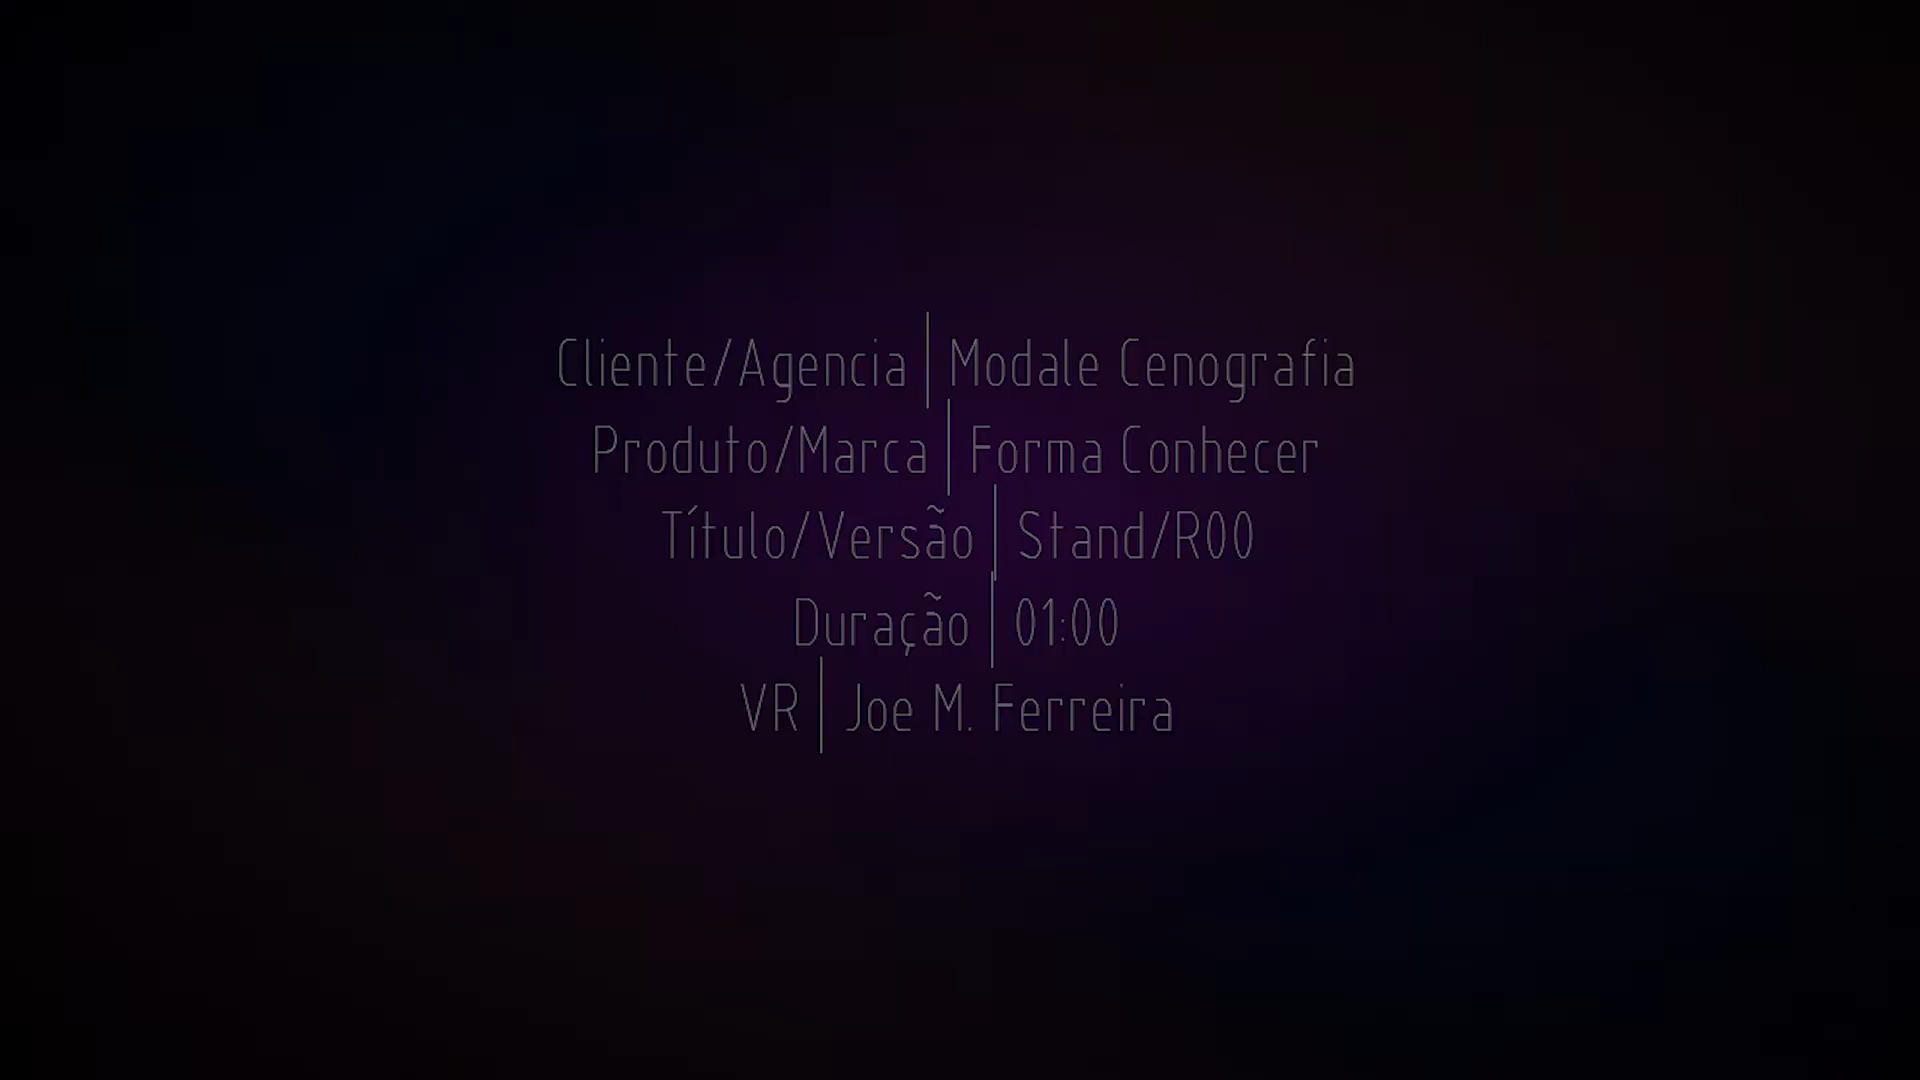 Cliente/Agencia | Modale Cenografia
Produto/Marca | Forma Conhecer
Título/Versão | Stand/R00
Duração | 01:00
VR | Joe M. Ferreira